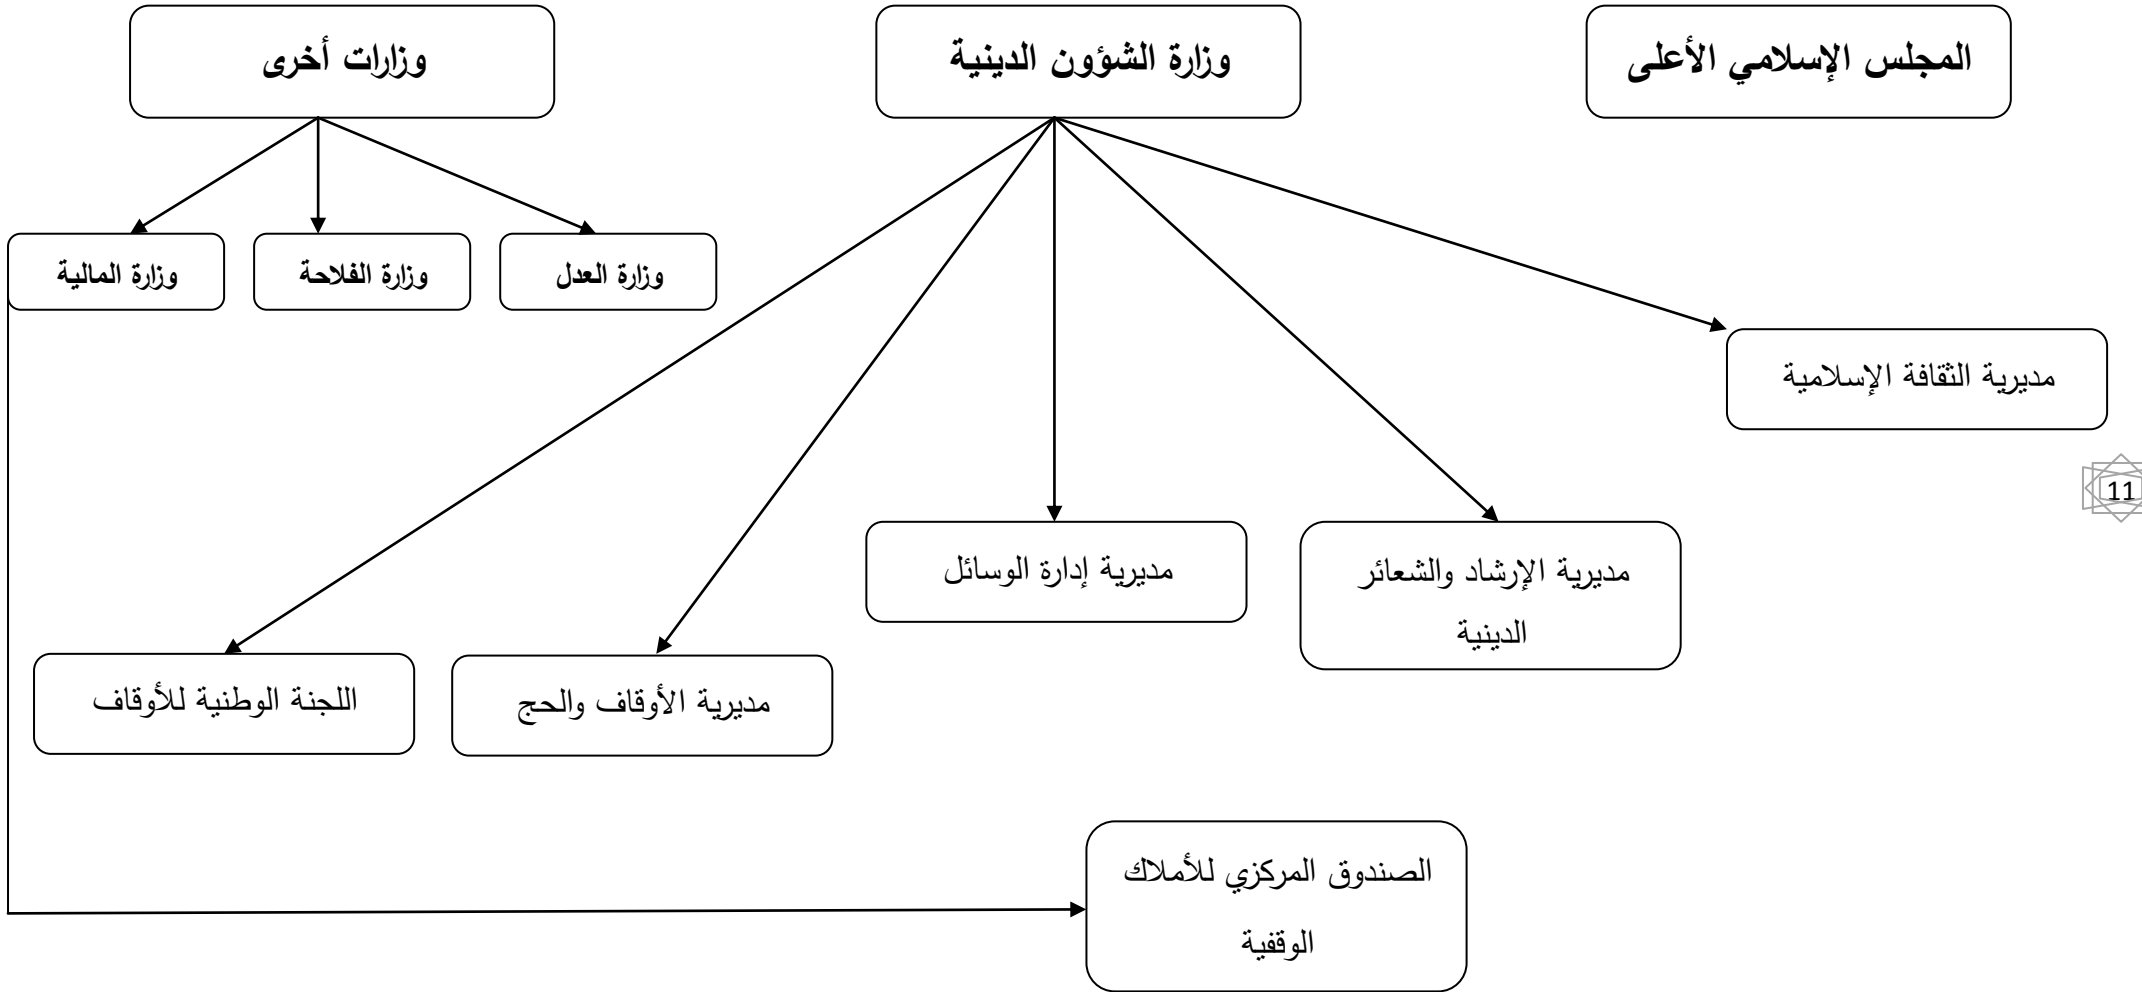 المجلس الإسلامي الأعلى
وزارة الشؤون الدينية
وزارات أخرى
وزارة العدل
وزارة الفلاحة
وزارة المالية
مديرية الثقافة الإسلامية
11
مديرية الإرشاد والشعائر
الدينية
مديرية إدارة الوسائل
مديرية الأوقاف والحج
اللجنة الوطنية للأوقاف
الصندوق المركزي للأملاك
الوقفية